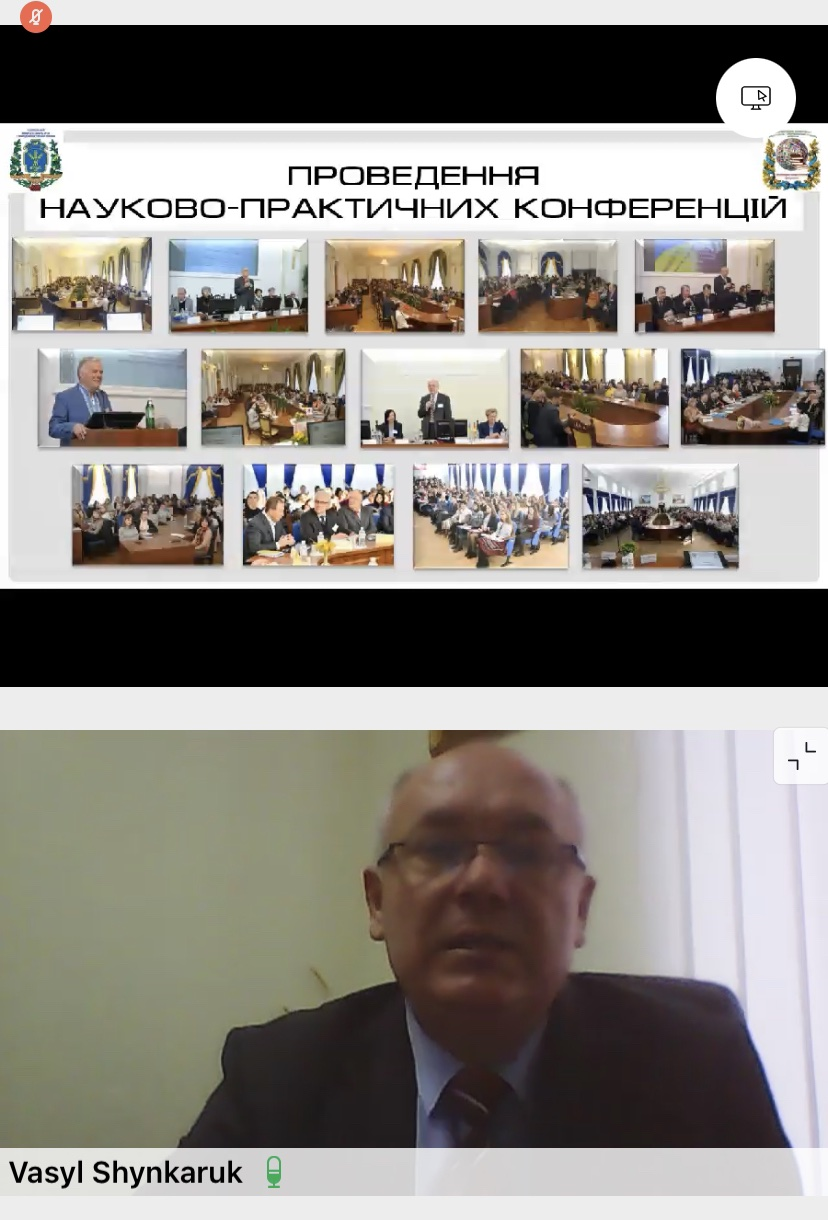 ПРОВЕДЕННЯ
НАУКОВО-ПРАКТИЧНИХ КОНФЕРЕНЦІЙ
Vasyl Shynkaruk